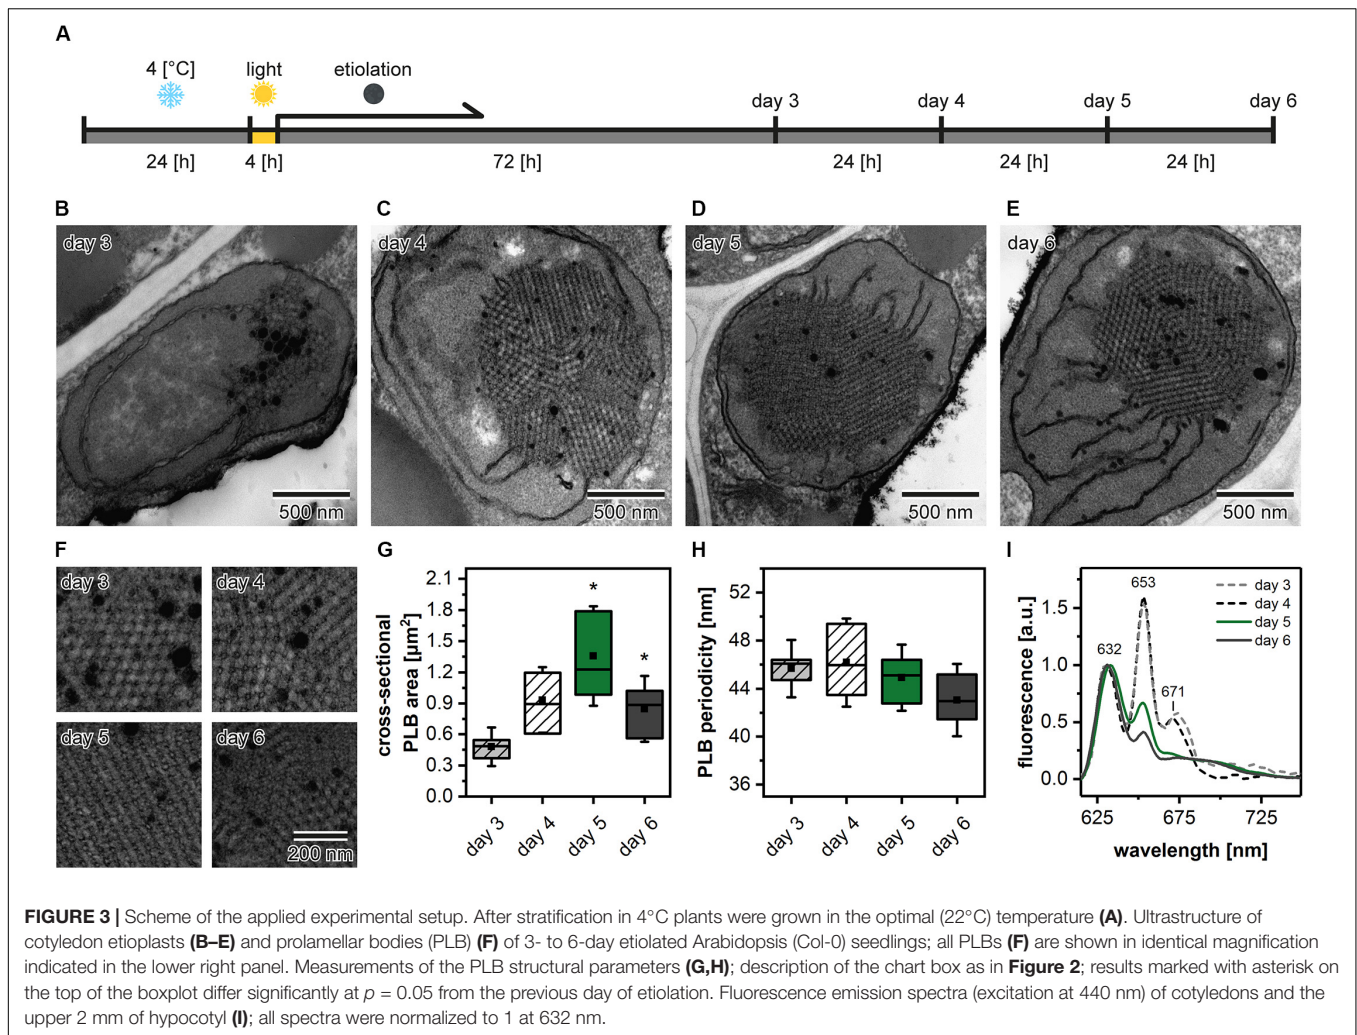 A
4 [°C] light etiolation
day 3 day 4 day 5 day 6
24 [h] 4 [h] 72 [h] 24 [h] 24 [h] 24 [h]
B C D E
day 3 day 4 day 5 day 6
500 nm 500 nm 500 nm 500 nm
F
day 3 day 4
day 5 day 6
200 nm
G
cross-sectional
PLB area [µm²]
2.1
1.8
1.5
1.2
0.9
0.6
0.3
0.0
* *
day 3 day 4 day 5 day 6
H
PLB periodicity [nm]
52
48
44
40
36
day 3 day 4 day 5 day 6
I
fluorescence [a.u.]
1.5
1.0
0.5
0.0
632 653 671
day 3
day 4
day 5
day 6
625 675 725
wavelength [nm]
FIGURE 3 | Scheme of the applied experimental setup. After stratification in 4°C plants were grown in the optimal (22°C) temperature (A). Ultrastructure of
cotyledon etioplasts (B–E) and prolamellar bodies (PLB) (F) of 3- to 6-day etiolated Arabidopsis (Col-0) seedlings; all PLBs (F) are shown in identical magnification
indicated in the lower right panel. Measurements of the PLB structural parameters (G,H); description of the chart box as in Figure 2; results marked with asterisk on
the top of the boxplot differ significantly at p = 0.05 from the previous day of etiolation. Fluorescence emission spectra (excitation at 440 nm) of cotyledons and the
upper 2 mm of hypocotyl (I); all spectra were normalized to 1 at 632 nm.